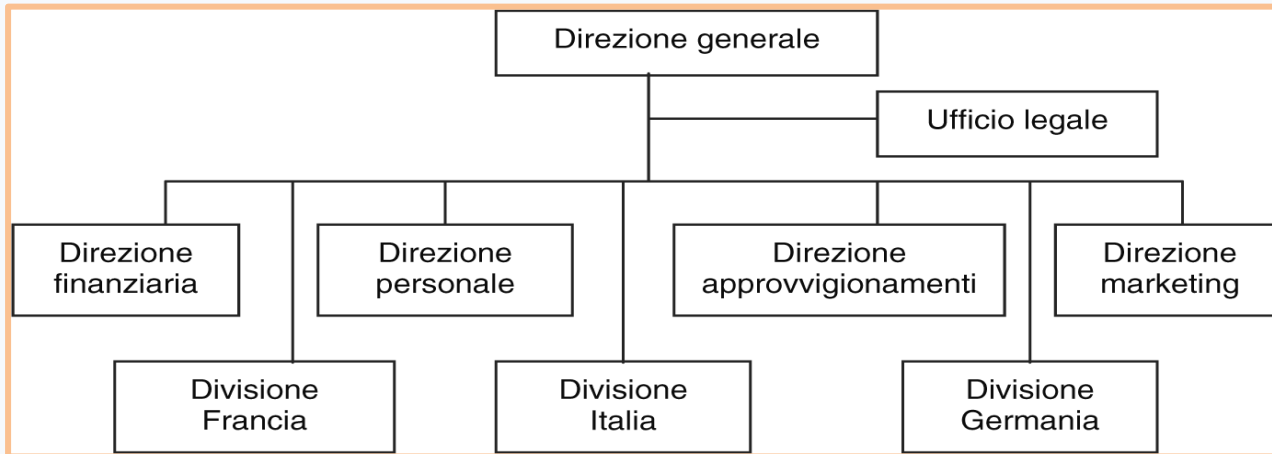 Direzione generale
Ufficio legale
Direzione
finanziaria
Direzione
personale
Direzione
approvvigionamenti
Direzione
marketing
Divisione
Francia
Divisione
Italia
Divisione
Germania